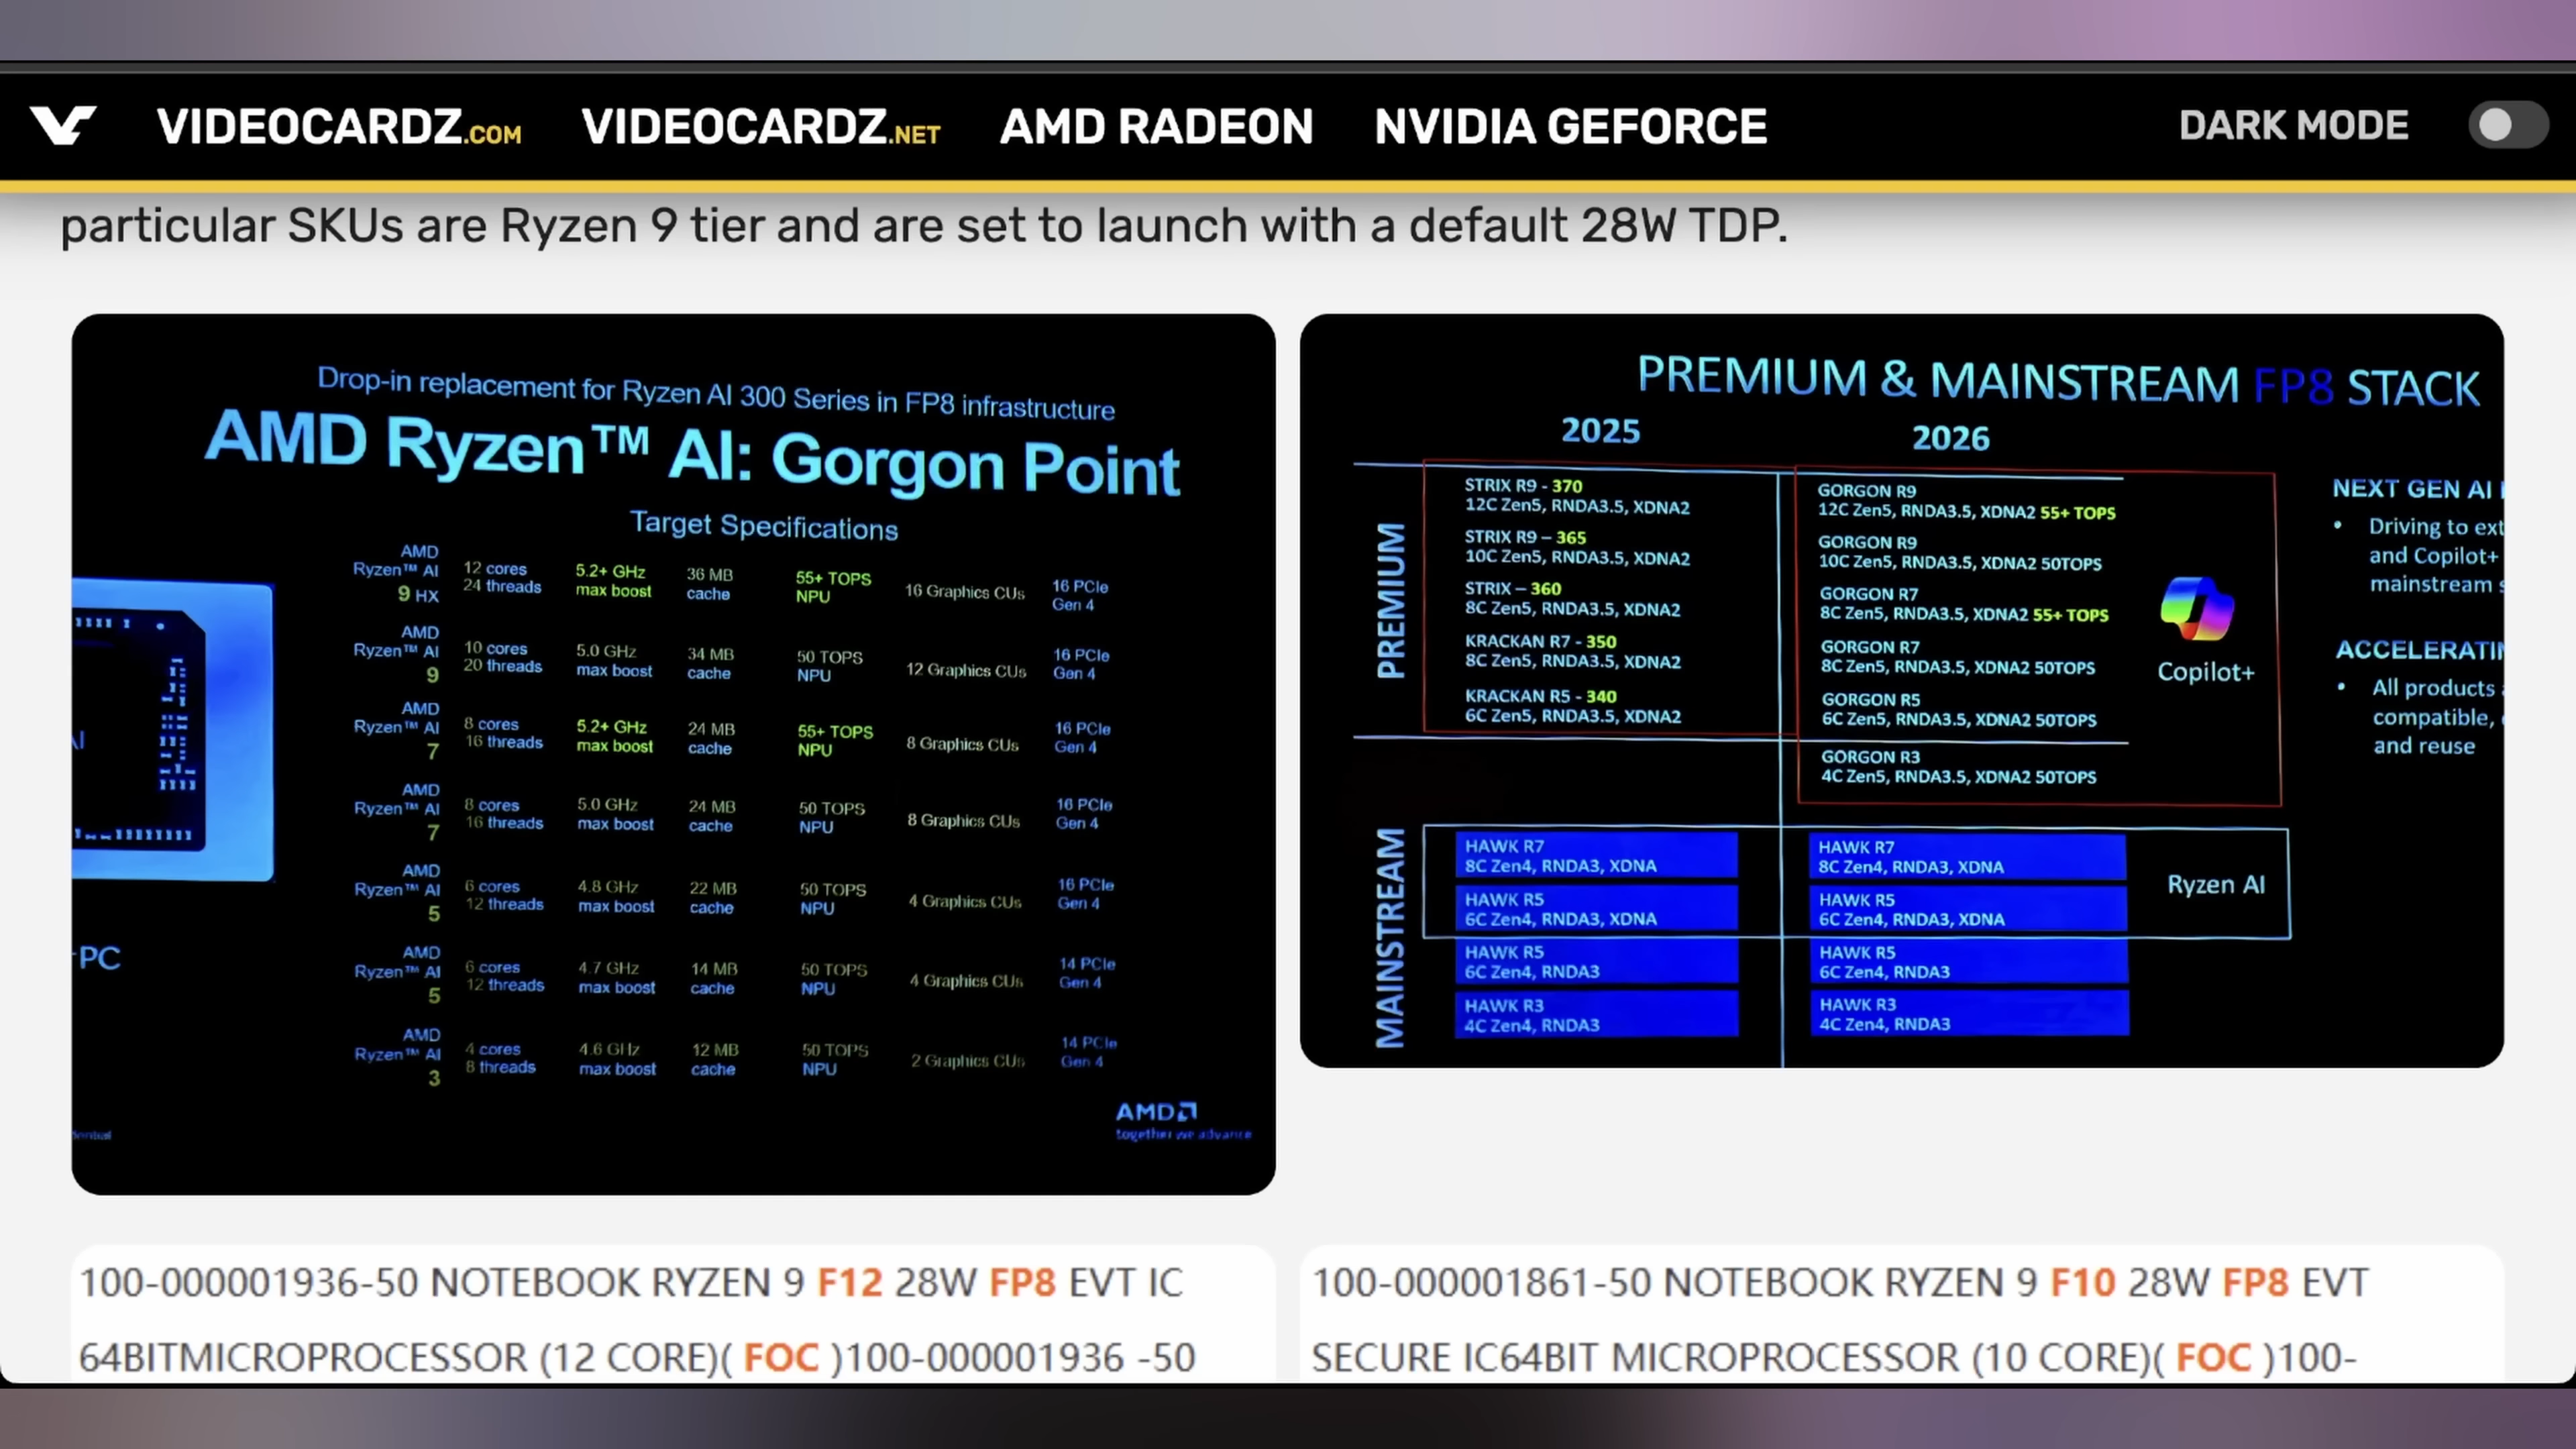 VIDEOCARDZ.COM VIDEOCARDZ.NET AMD RADEON NVIDIA GEFORCE DARK MODE
particular SKUs are Ryzen 9 tier and are set to launch with a default 28W TDP.
Drop-in replacement for Ryzen AI 300 Series in FP8 infrastructure
AMD Ryzen™ AI: Gorgon Point
Target Specifications
AMD Ryzen™ AI 9 HX 12 cores 24 threads 5.2+ GHz max boost 36 MB cache 55+ TOPS NPU 16 Graphics CUs 16 PCIe Gen 4
AMD Ryzen™ AI 9 10 cores 20 threads 5.0 GHz max boost 34 MB cache 50 TOPS NPU 12 Graphics CUs 16 PCIe Gen 4
AMD Ryzen™ AI 7 8 cores 16 threads 5.2+ GHz max boost 24 MB cache 55+ TOPS NPU 8 Graphics CUs 16 PCIe Gen 4
AMD Ryzen™ AI 7 8 cores 16 threads 5.0 GHz max boost 24 MB cache 50 TOPS NPU 8 Graphics CUs 16 PCIe Gen 4
AMD Ryzen™ AI 5 6 cores 12 threads 4.8 GHz max boost 22 MB cache 50 TOPS NPU 4 Graphics CUs 16 PCIe Gen 4
AMD Ryzen™ AI 5 6 cores 12 threads 4.7 GHz max boost 14 MB cache 50 TOPS NPU 4 Graphics CUs 14 PCIe Gen 4
AMD Ryzen™ AI 3 4 cores 8 threads 4.6 GHz max boost 12 MB cache 50 TOPS NPU 2 Graphics CUs 14 PCIe Gen 4
PC
AMD
together we advance
PREMIUM & MAINSTREAM FP8 STACK
2025 2026
PREMIUM
STRIX R9 - 370
12C Zen5, RNDA3.5, XDNA2
STRIX R9 – 365
10C Zen5, RNDA3.5, XDNA2
STRIX – 360
8C Zen5, RNDA3.5, XDNA2
KRACKAN R7 - 350
8C Zen5, RNDA3.5, XDNA2
KRACKAN R5 - 340
6C Zen5, RNDA3.5, XDNA2
GORGON R9
12C Zen5, RNDA3.5, XDNA2 55+ TOPS
GORGON R9
10C Zen5, RNDA3.5, XDNA2 50TOPS
GORGON R7
8C Zen5, RNDA3.5, XDNA2 55+ TOPS
GORGON R7
8C Zen5, RNDA3.5, XDNA2 50TOPS
GORGON R5
6C Zen5, RNDA3.5, XDNA2 50TOPS
GORGON R3
4C Zen5, RNDA3.5, XDNA2 50TOPS
Copilot+
NEXT GEN AI
• Driving to ext
and Copilot+
mainstream s
ACCELERATIN
• All products
compatible,
and reuse
MAINSTREAM
HAWK R7
8C Zen4, RNDA3, XDNA
HAWK R5
6C Zen4, RNDA3, XDNA
HAWK R5
6C Zen4, RNDA3
HAWK R3
4C Zen4, RNDA3
HAWK R7
8C Zen4, RNDA3, XDNA
HAWK R5
6C Zen4, RNDA3, XDNA
HAWK R5
6C Zen4, RNDA3
HAWK R3
4C Zen4, RNDA3
Ryzen AI
100-000001936-50 NOTEBOOK RYZEN 9 F12 28W FP8 EVT IC
64BITMICROPROCESSOR (12 CORE)( FOC )100-000001936 -50
100-000001861-50 NOTEBOOK RYZEN 9 F10 28W FP8 EVT
SECURE IC64BIT MICROPROCESSOR (10 CORE)( FOC )100-